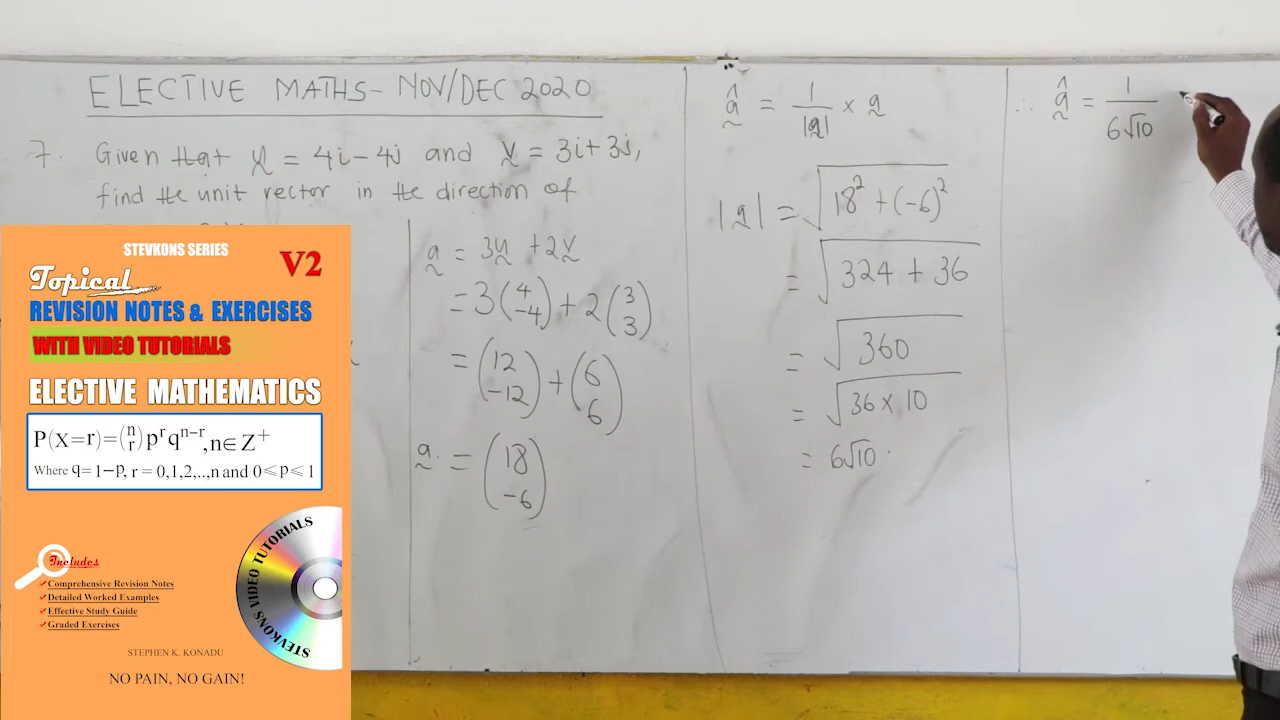 ELECTIVE MATHS- NOV/DEC 2020
7. Given that u = 4i-4j and v = 3i+3j,
find the unit vector in the direction of
a = 3u +2v
= 3(4 -4) + 2(3 3)
= (12 -12) + (6 6)
a = (18 -6)
â = 1/|a| × a
|a| = √18² + (-6)²
= √324 + 36
= √360
= √36 × 10
= 6√10
∴ â = 1/6√10
STEVKONS SERIES
V2
Topical
REVISION NOTES & EXERCISES
WITH VIDEO TUTORIALS
ELECTIVE MATHEMATICS
P(X=r)=(n r) pʳqⁿ⁻ʳ,n∈Z⁺
Where q=1-p, r = 0,1,2,..,n and 0⩽p⩽1
Includes
✓Comprehensive Revision Notes
✓Detailed Worked Examples
✓Effective Study Guide
✓Graded Exercises
STEVKONS VIDEO TUTORIALS
STEPHEN K. KONADU
NO PAIN, NO GAIN!